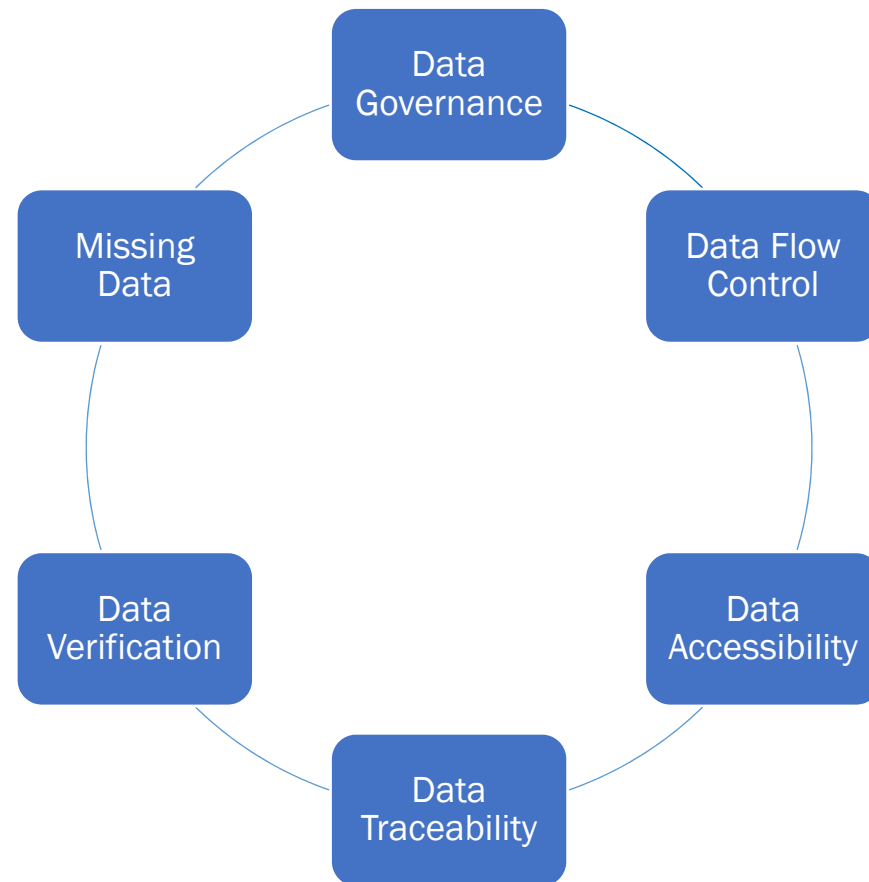 Data
Governance
Data Flow
Control
Data
Accessibility
Data
Traceability
Data
Verification
Missing
Data